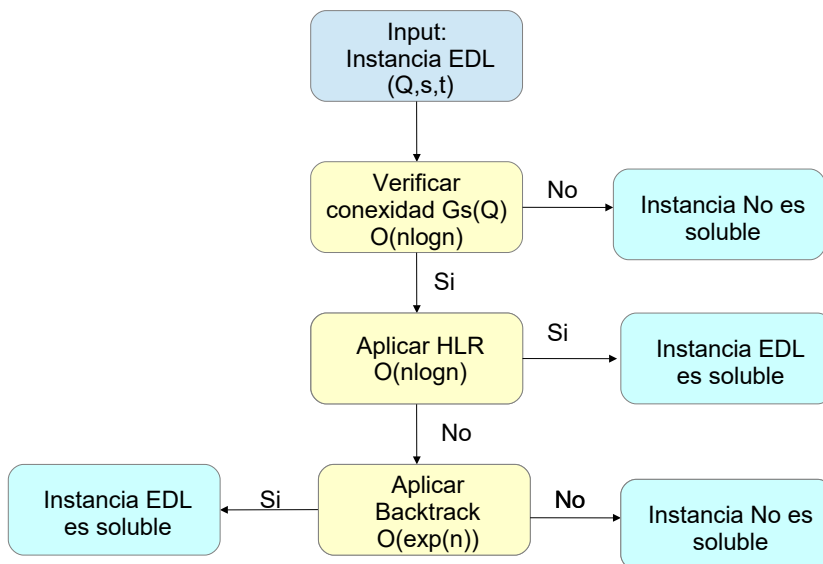 Input:
Instancia EDL
(Q,s,t)
Verificar
conexidad Gs(Q)
O(nlogn)
No
Instancia No es
soluble
Si
Aplicar HLR
O(nlogn)
Si
Instancia EDL
es soluble
No
Instancia EDL
es soluble
Si
Aplicar
Backtrack
O(exp(n))
No
Instancia No es
soluble